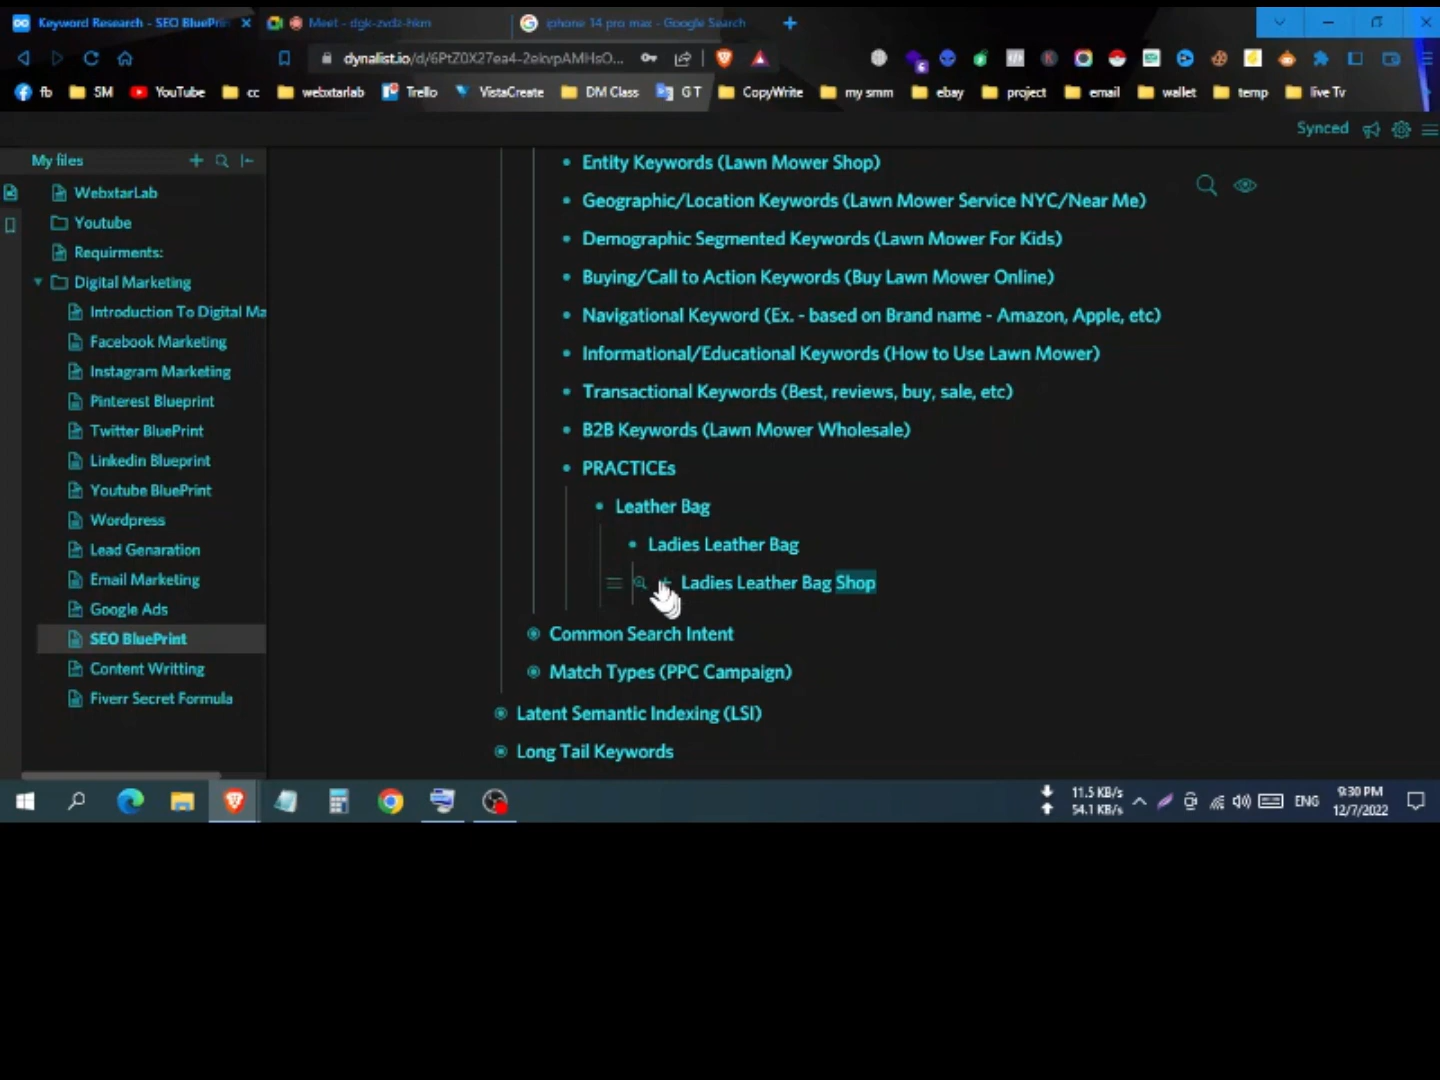 Keyword Research - SEO BluePrin
Meet - dgk-zvdz-hkm
iphone 14 pro max - Google Search
dynalist.io/d/6PtZ0X27ea4-2ekvpAMHsO...
fb
SM
YouTube
cc
webxtarlab
Trello
VistaCreate
DM Class
G T
CopyWrite
my smm
ebay
project
email
wallet
temp
live Tv
Synced
My files
WebxtarLab
Youtube
Requirments:
Digital Marketing
Introduction To Digital Ma
Facebook Marketing
Instagram Marketing
Pinterest Blueprint
Twitter BluePrint
Linkedin Blueprint
Youtube BluePrint
Wordpress
Lead Genaration
Email Marketing
Google Ads
SEO BluePrint
Content Writting
Fiverr Secret Formula
Entity Keywords (Lawn Mower Shop)
Geographic/Location Keywords (Lawn Mower Service NYC/Near Me)
Demographic Segmented Keywords (Lawn Mower For Kids)
Buying/Call to Action Keywords (Buy Lawn Mower Online)
Navigational Keyword (Ex. - based on Brand name - Amazon, Apple, etc)
Informational/Educational Keywords (How to Use Lawn Mower)
Transactional Keywords (Best, reviews, buy, sale, etc)
B2B Keywords (Lawn Mower Wholesale)
PRACTICEs
Leather Bag
Ladies Leather Bag
Ladies Leather Bag Shop
Common Search Intent
Match Types (PPC Campaign)
Latent Semantic Indexing (LSI)
Long Tail Keywords
11.5 KB/s
54.1 KB/s
ENG
9:30 PM
12/7/2022